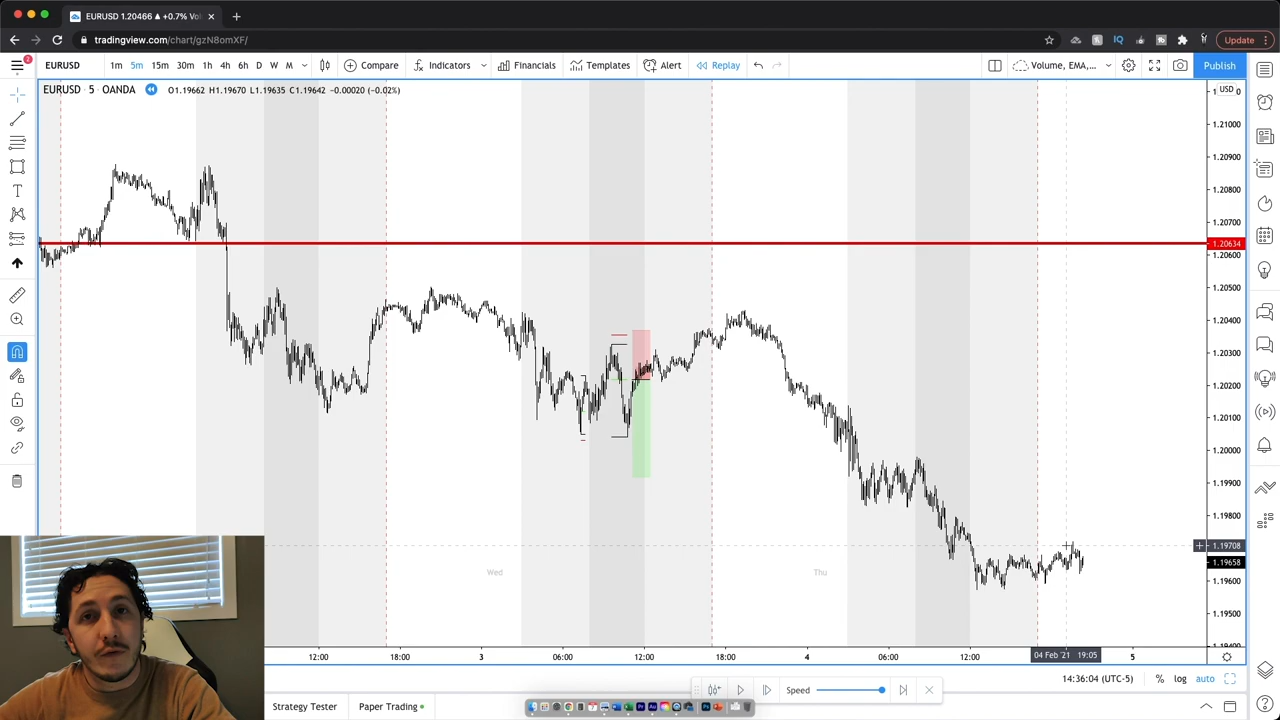 EURUSD 1.20466 ▲ +0.7% Vo
tradingview.com/chart/gzN8omXF/
Update
EURUSD 1m 5m 15m 30m 1h 4h 6h D W M Compare Indicators Financials Templates Alert Replay Volume, EMA,... Publish
EURUSD · 5 · OANDA O1.19662 H1.19670 L1.19635 C1.19642 -0.00020 (-0.02%)
USD
1.21000
1.20900
1.20800
1.20700
1.20634
1.20600
1.20500
1.20400
1.20300
1.20200
1.20100
1.20000
1.19900
1.19800
1.19708
1.19658
1.19600
1.19500
Wed Thu
12:00 18:00 3 06:00 12:00 18:00 4 06:00 12:00 04 Feb '21 19:05 5
14:36:04 (UTC-5) % log auto
Speed
Strategy Tester Paper Trading